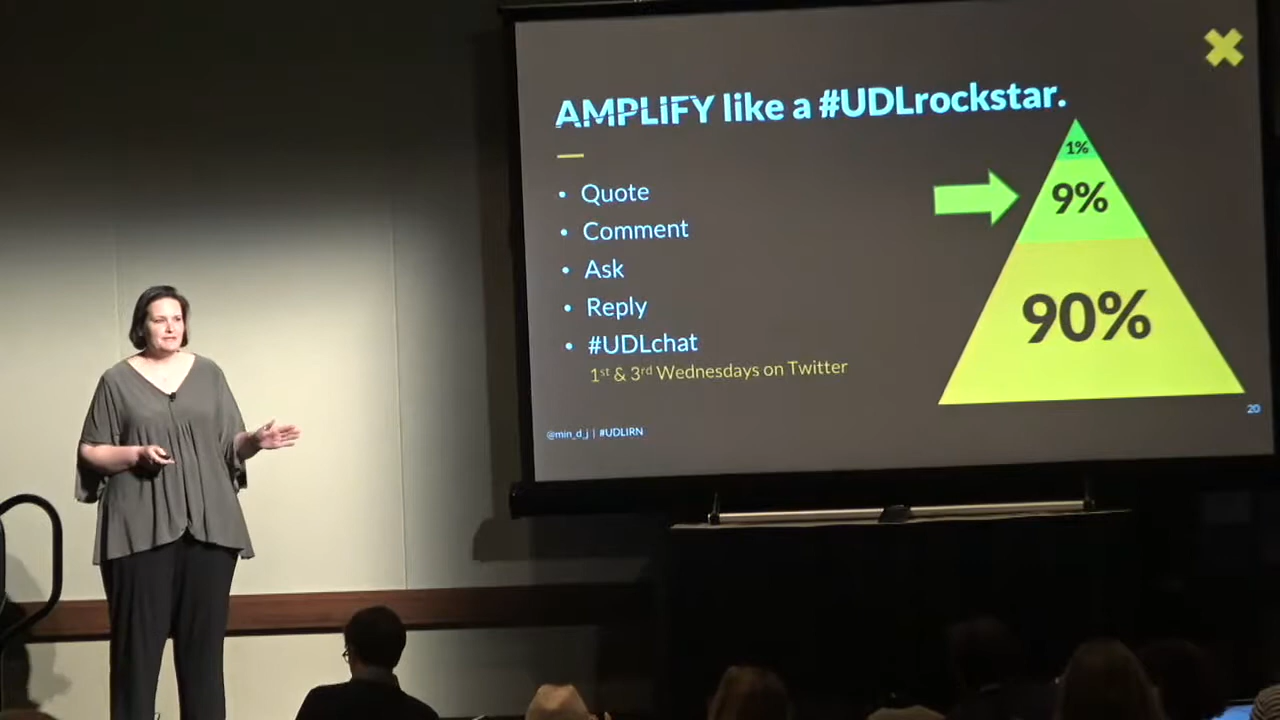 AMPLIFY like a #UDLrockstar.
• Quote
• Comment
• Ask
• Reply
• #UDLchat
1st & 3rd Wednesdays on Twitter
1%
9%
90%
20
@min_d_j | #UDLIRN